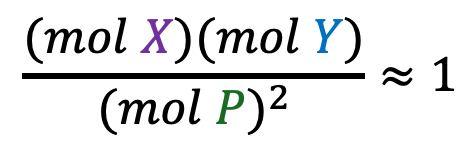 (mol X)(mol Y)
(mol P)² ≈ 1